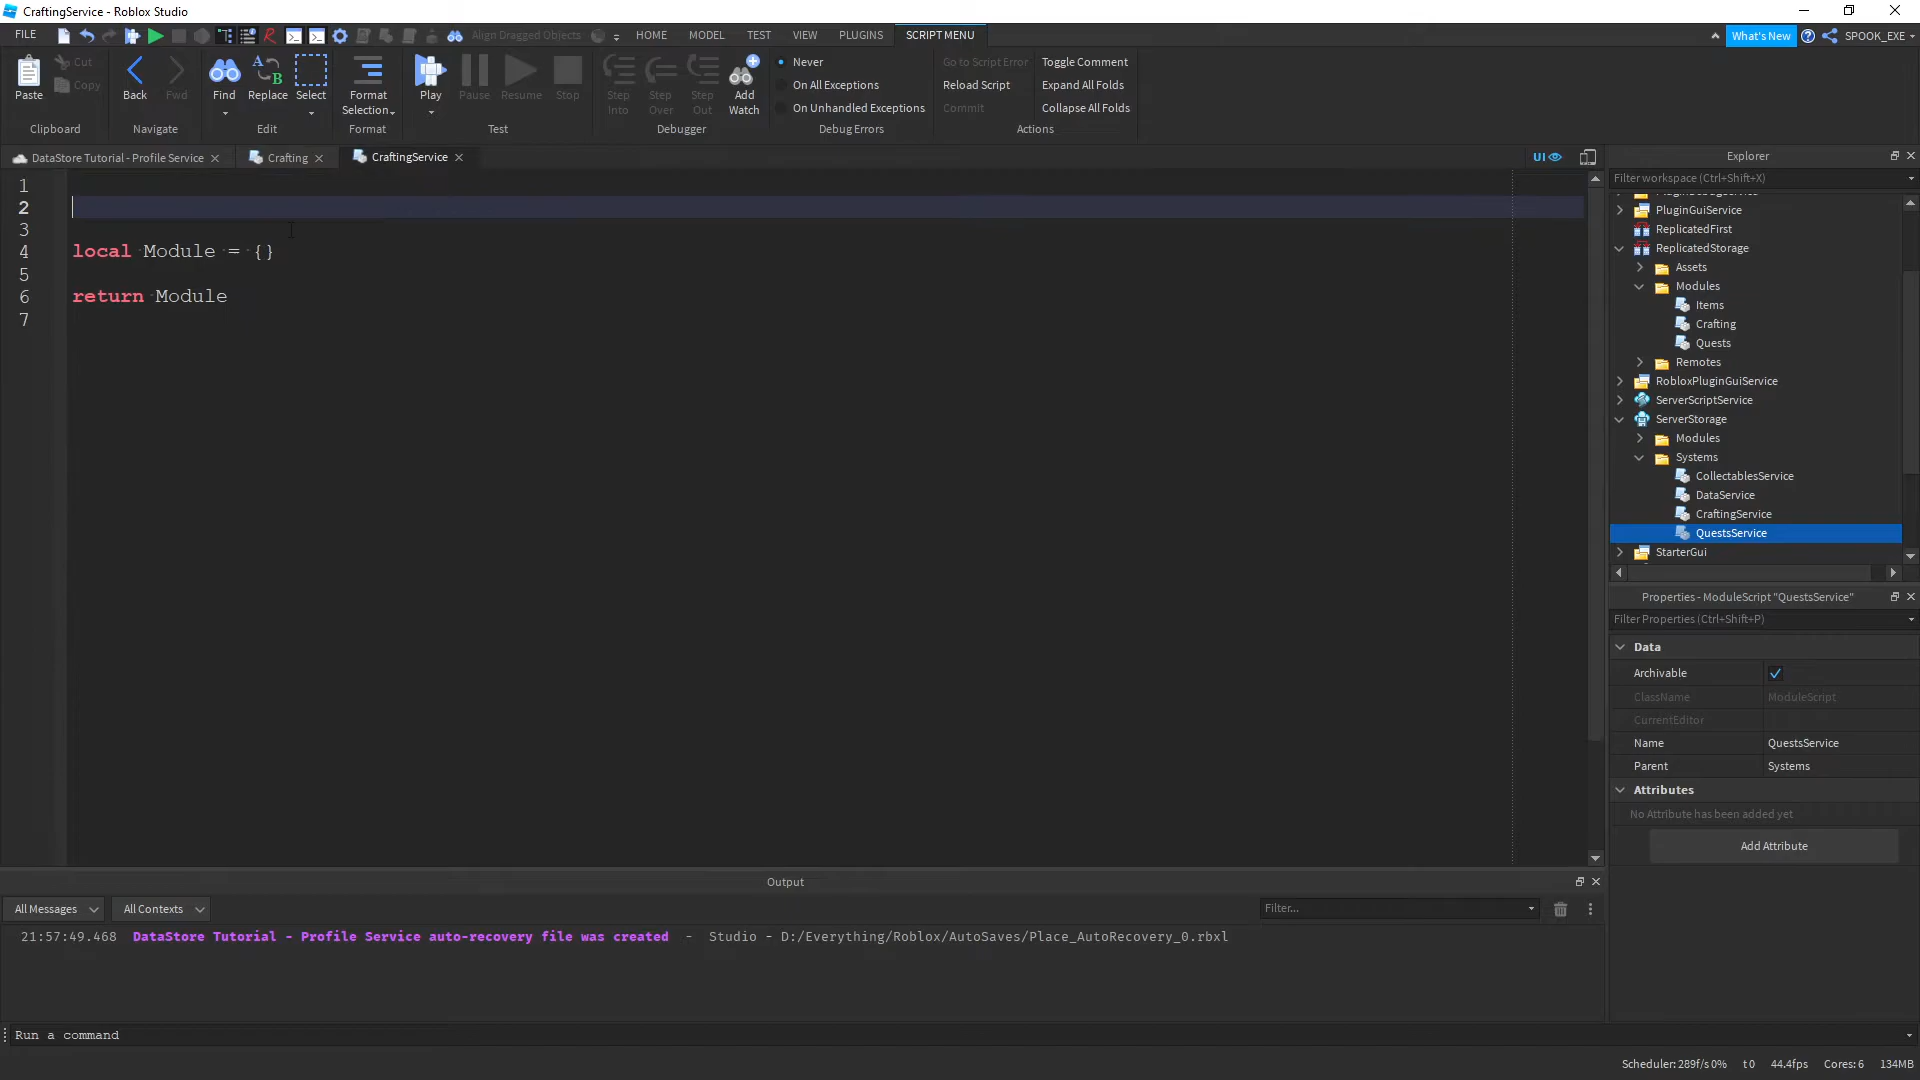 CraftingService - Roblox Studio
FILE
Align Dragged Objects
HOME
MODEL
TEST
VIEW
PLUGINS
SCRIPT MENU
What's New
SPOOK_EXE
Paste
Cut
Copy
Clipboard
Back
Fwd
Navigate
Find
Replace
Select
Edit
Format
Selection
Format
Play
Pause
Resume
Stop
Test
Step
Into
Step
Over
Step
Out
Add
Watch
Debugger
Never
On All Exceptions
On Unhandled Exceptions
Debug Errors
Go to Script Error
Reload Script
Commit
Toggle Comment
Expand All Folds
Collapse All Folds
Actions
DataStore Tutorial - Profile Service
Crafting
CraftingService
UI
1
2
3
4 local Module = {}
5
6 return Module
7
Explorer
Filter workspace (Ctrl+Shift+X)
PluginGuiService
ReplicatedFirst
ReplicatedStorage
Assets
Modules
Items
Crafting
Quests
Remotes
RobloxPluginGuiService
ServerScriptService
ServerStorage
Modules
Systems
CollectablesService
DataService
CraftingService
QuestsService
StarterGui
Properties - ModuleScript "QuestsService"
Filter Properties (Ctrl+Shift+P)
Data
Archivable
ClassName ModuleScript
CurrentEditor
Name QuestsService
Parent Systems
Attributes
No Attribute has been added yet
Add Attribute
Output
All Messages
All Contexts
Filter...
21:57:49.468 DataStore Tutorial - Profile Service auto-recovery file was created - Studio - D:/Everything/Roblox/AutoSaves/Place_AutoRecovery_0.rbxl
Run a command
Scheduler: 289f/s 0% t 0 44.4fps Cores: 6 134MB